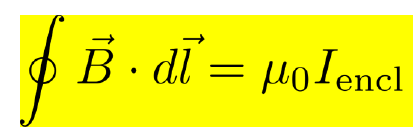 ∮ B⃗ · dl⃗ = μ₀I_encl